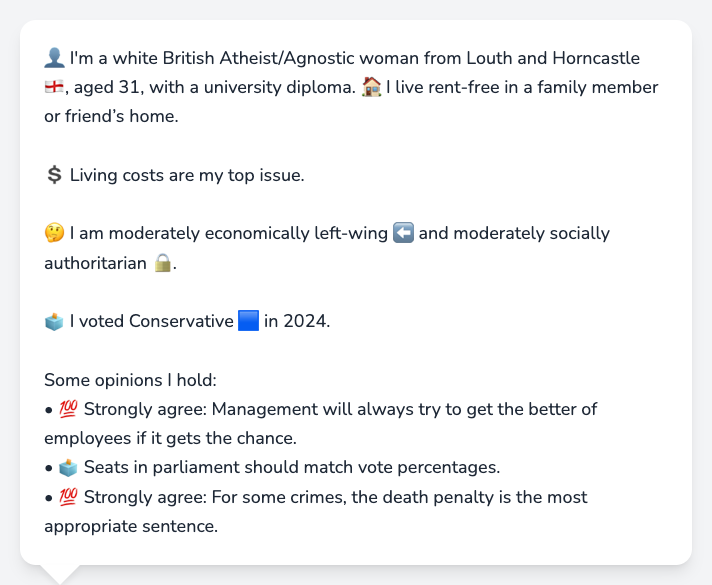 👤 I'm a white British Atheist/Agnostic woman from Louth and Horncastle
🏴󠁧󠁢󠁥󠁮󠁧󠁿, aged 31, with a university diploma. 🏠 I live rent-free in a family member
or friend’s home.
💲 Living costs are my top issue.
🤔 I am moderately economically left-wing ⬅️ and moderately socially
authoritarian 🔒.
🗳️ I voted Conservative 🟦 in 2024.
Some opinions I hold:
• 💯 Strongly agree: Management will always try to get the better of
employees if it gets the chance.
• 🗳️ Seats in parliament should match vote percentages.
• 💯 Strongly agree: For some crimes, the death penalty is the most
appropriate sentence.